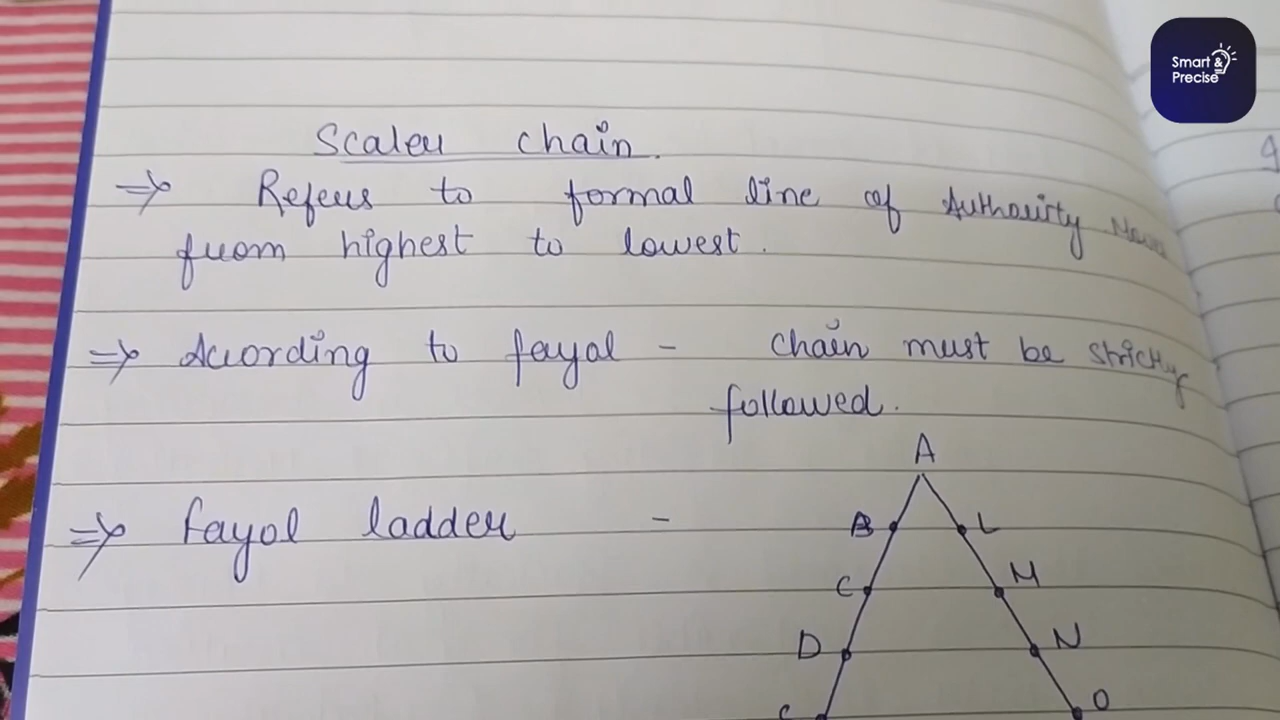 Smart &
Precise
Scaler chain.
⇒ Refers to formal line of Authority
from highest to lowest.
⇒ According to fayal - chain must be strictly
followed.
A
⇒ fayol ladder -
B L
C M
D N
O